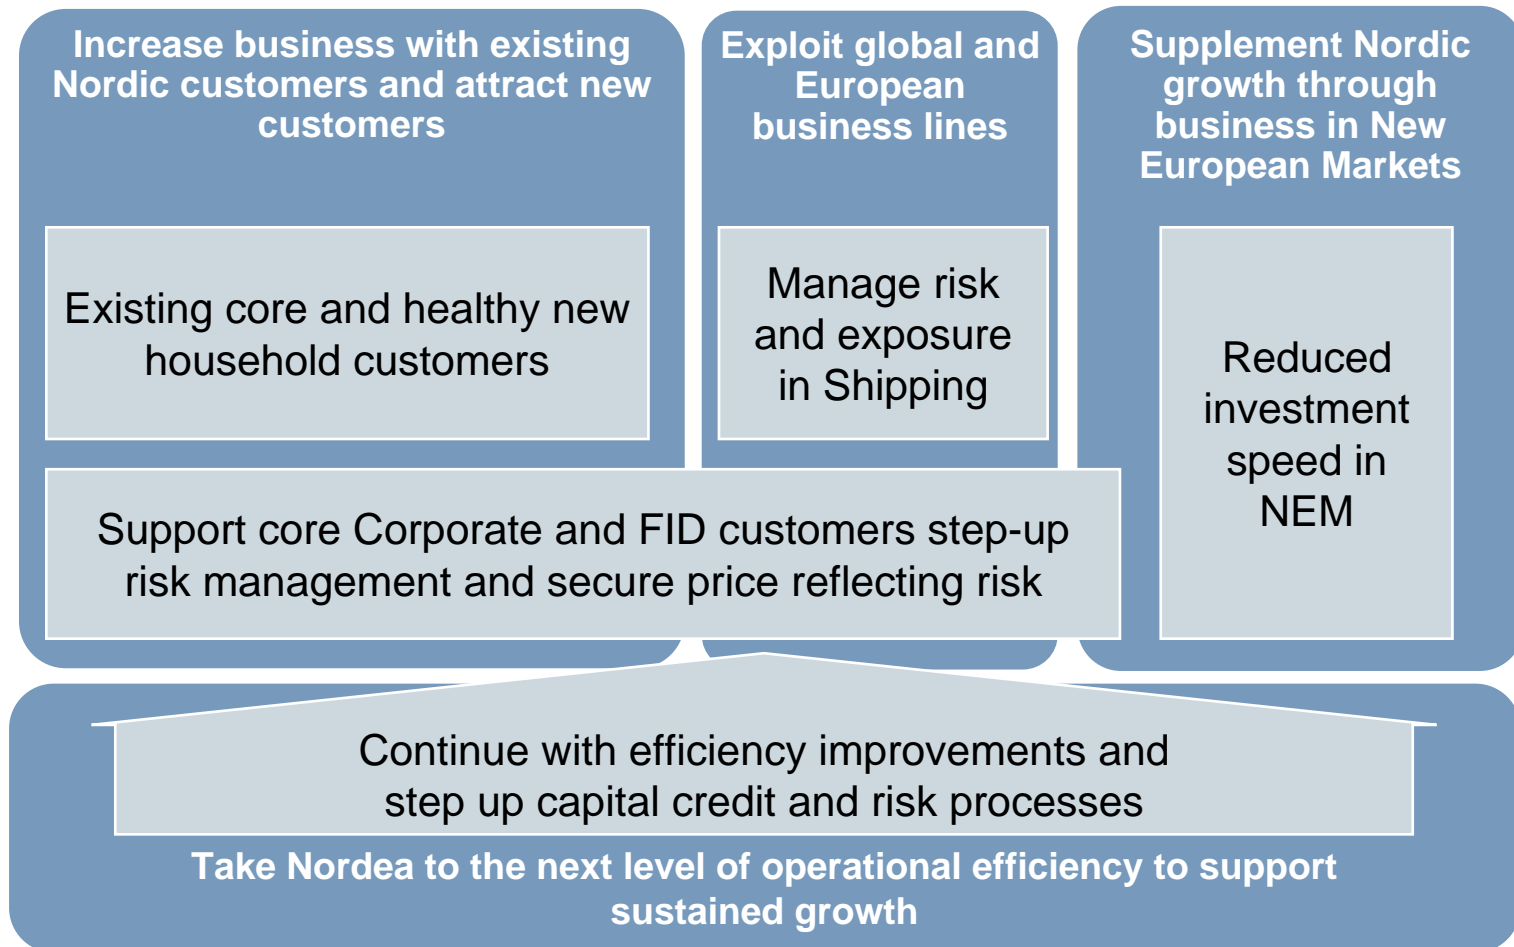 Increase business with existing
Nordic customers and attract new
customers
Exploit global and
European
business lines
Supplement Nordic
growth through
business in New
European Markets
Existing core and healthy new
household customers
Manage risk
and exposure
in Shipping
Reduced
investment
speed in
NEM
Support core Corporate and FID customers step-up
risk management and secure price reflecting risk
Continue with efficiency improvements and
step up capital credit and risk processes
Take Nordea to the next level of operational efficiency to support
sustained growth